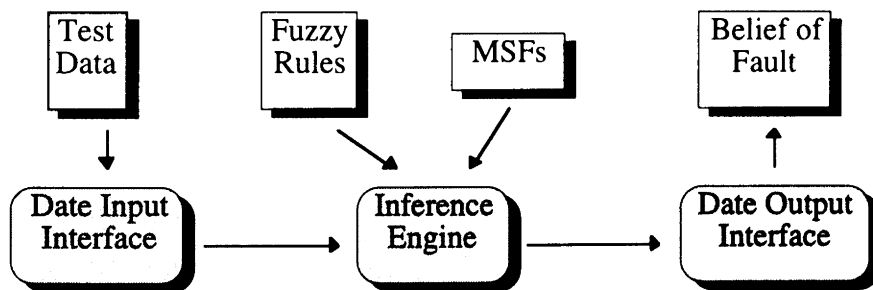 Test
Data
Fuzzy
Rules
MSFs
Belief of
Fault
Date Input
Interface
Inference
Engine
Date Output
Interface